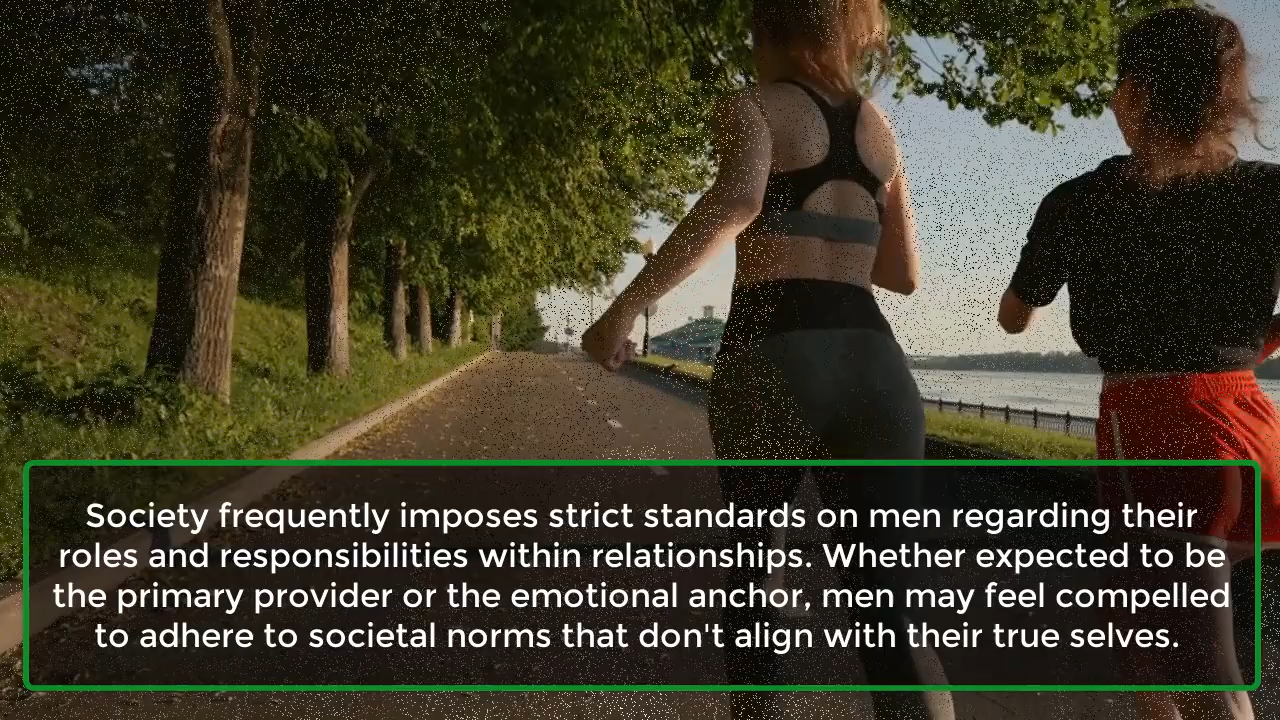 Society frequently imposes strict standards on men regarding their
roles and responsibilities within relationships. Whether expected to be
the primary provider or the emotional anchor, men may feel compelled
to adhere to societal norms that don't align with their true selves.